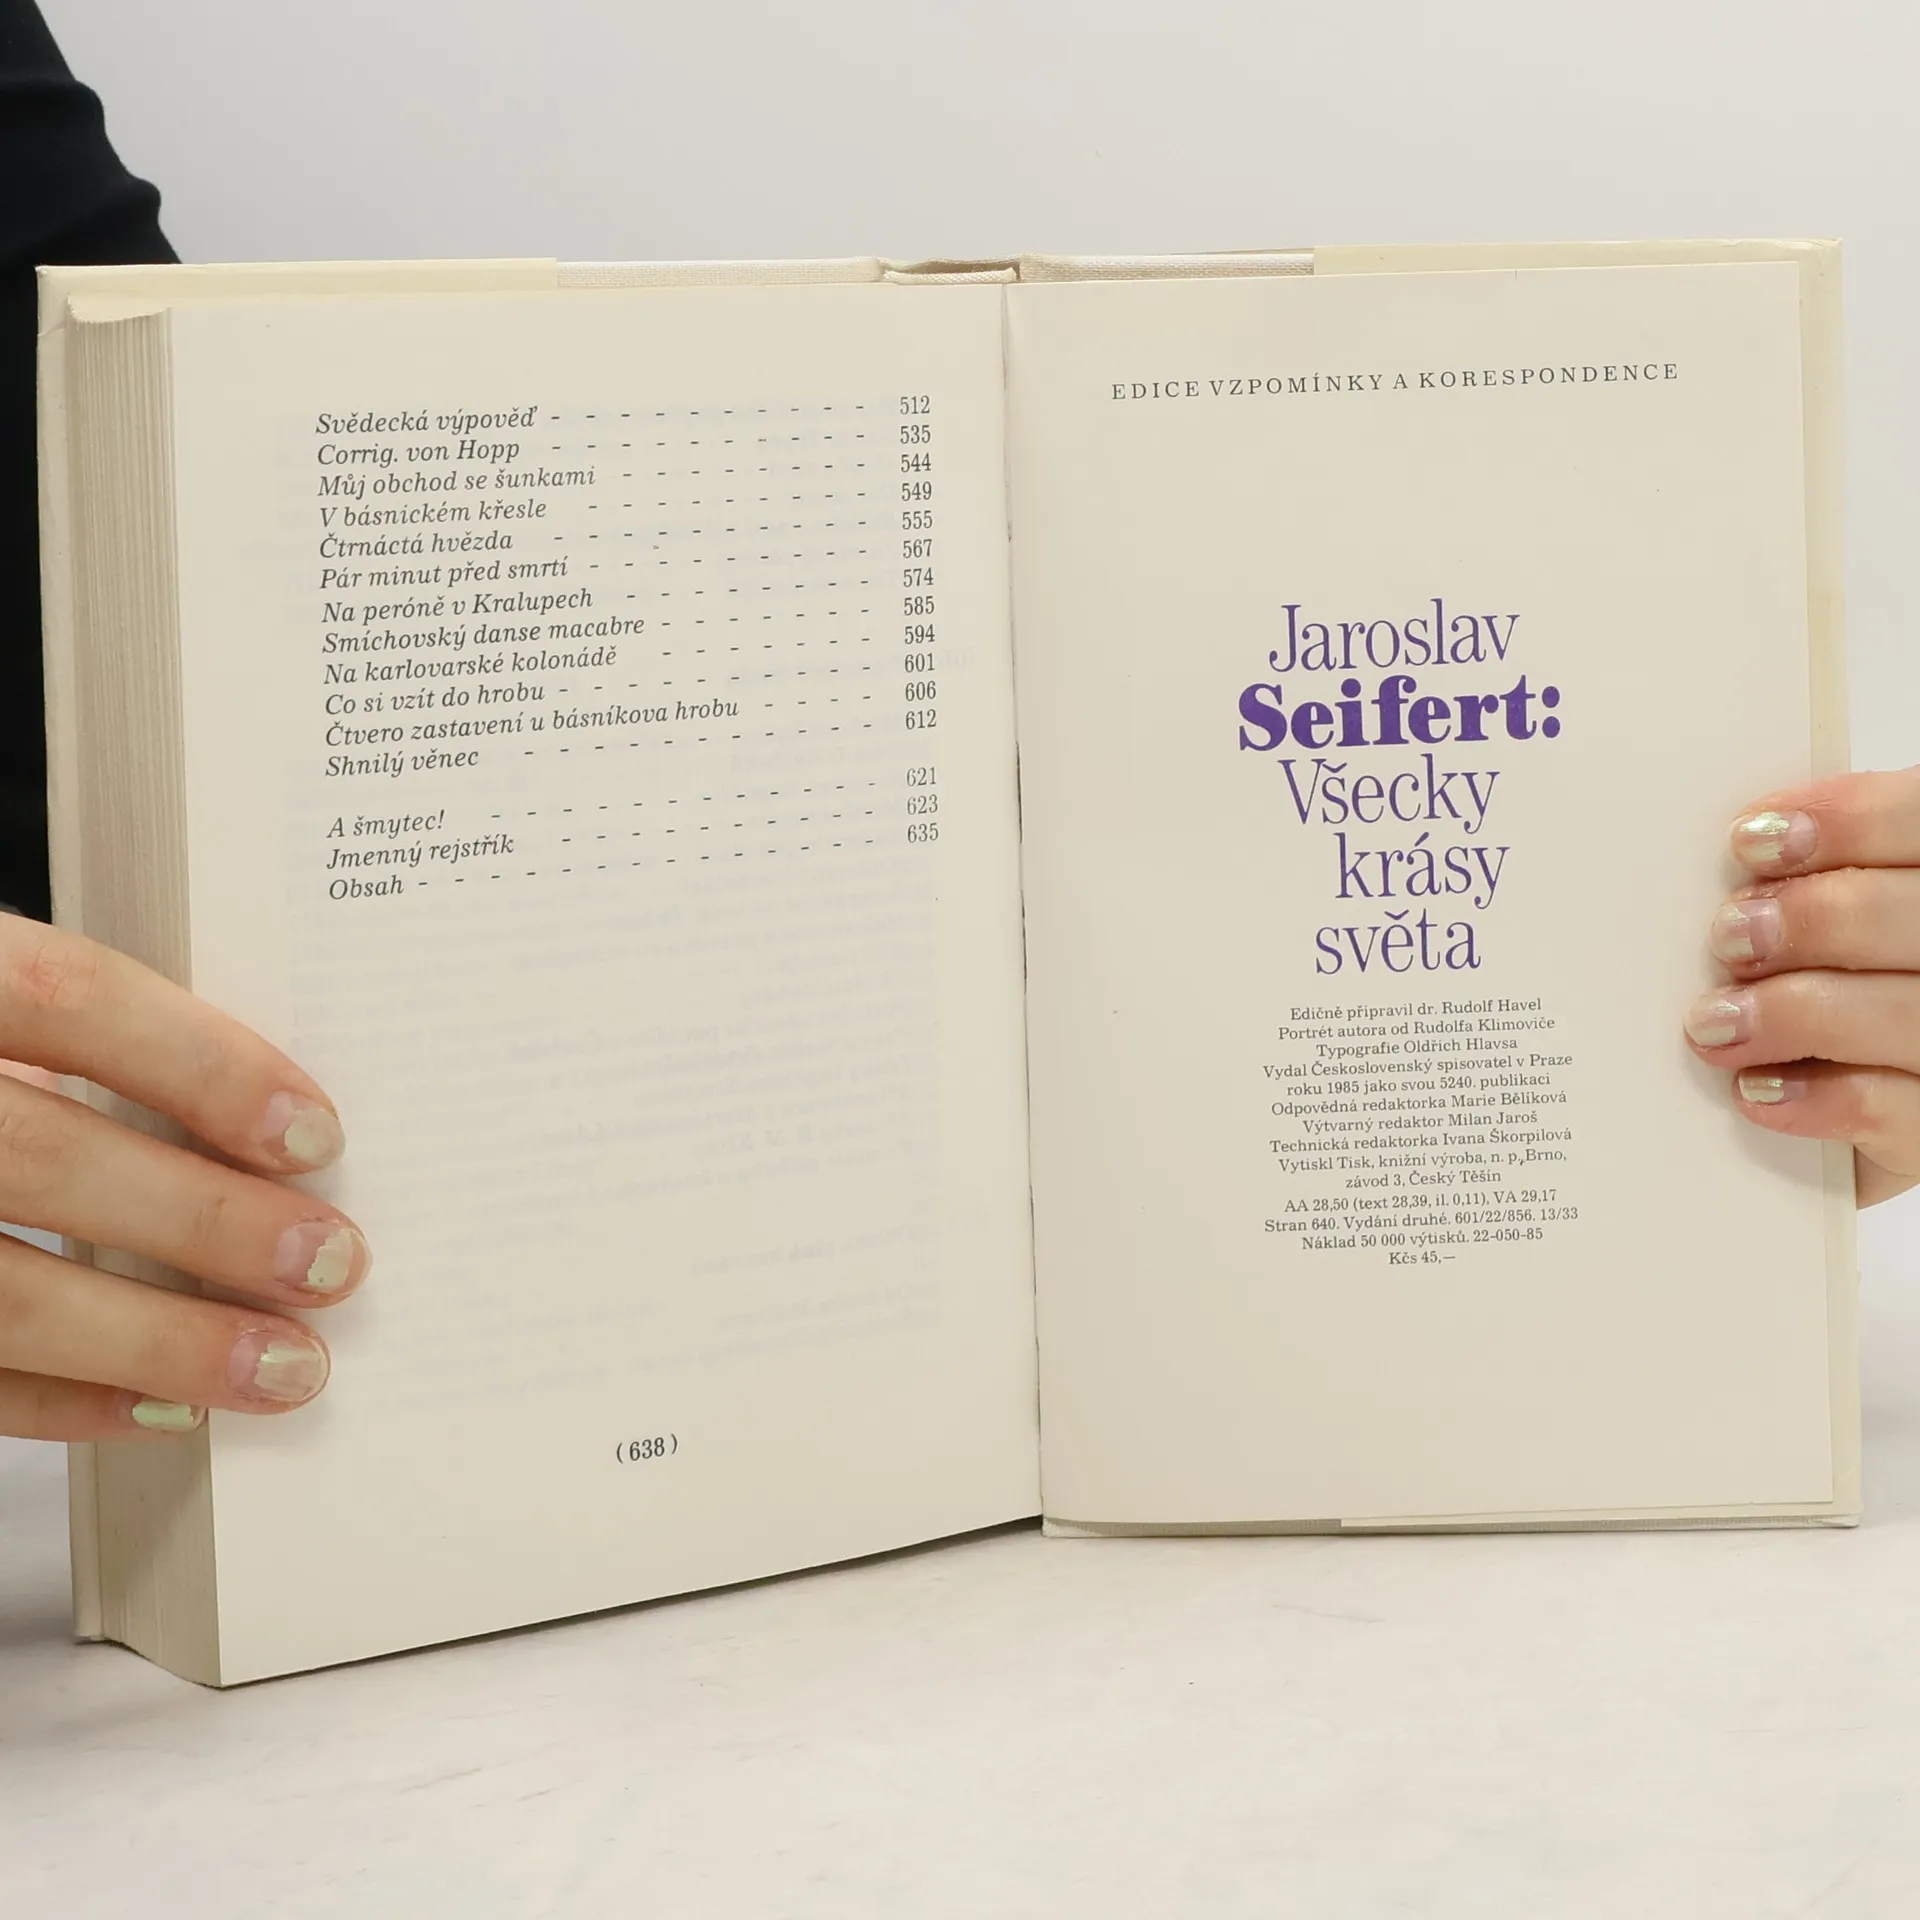 Svědecká výpověď - - - - - - - - - - 512
Corrig. von Hopp - - - - - - - - - - 535
Můj obchod se šunkami - - - - - - - - 544
V básnickém křesle - - - - - - - - - 549
Čtrnáctá hvězda - - - - - - - - - - 555
Pár minut před smrtí - - - - - - - - - 567
Na peróně v Kralupech - - - - - - - - 574
Smíchovský danse macabre - - - - - - - 585
Na karlovarské kolonádě - - - - - - - 594
Co si vzít do hrobu - - - - - - - - - - 601
Čtvero zastavení u básníkova hrobu - - - - 606
Shnilý věnec - - - - - - - - - - - 612
A šmytec! - - - - - - - - - - - - 621
Jmenný rejstřík - - - - - - - - - - 623
Obsah - - - - - - - - - - - - - - 635
(638)
EDICE VZPOMÍNKY A KORESPONDENCE
Jaroslav
Seifert:
Všecky
krásy
světa
Edičně připravil dr. Rudolf Havel
Portrét autora od Rudolfa Klimoviče
Typografie Oldřich Hlavsa
Vydal Československý spisovatel v Praze
roku 1985 jako svou 5240. publikaci
Odpovědná redaktorka Marie Bělíková
Výtvarný redaktor Milan Jaroš
Technická redaktorka Ivana Škorpilová
Vytiskl Tisk, knižní výroba, n. p., Brno,
závod 3, Český Těšín
AA 28,50 (text 28,39, il. 0,11), VA 29,17
Stran 640. Vydání druhé. 601/22/856. 13/33
Náklad 50 000 výtisků. 22-050-85
Kčs 45,—